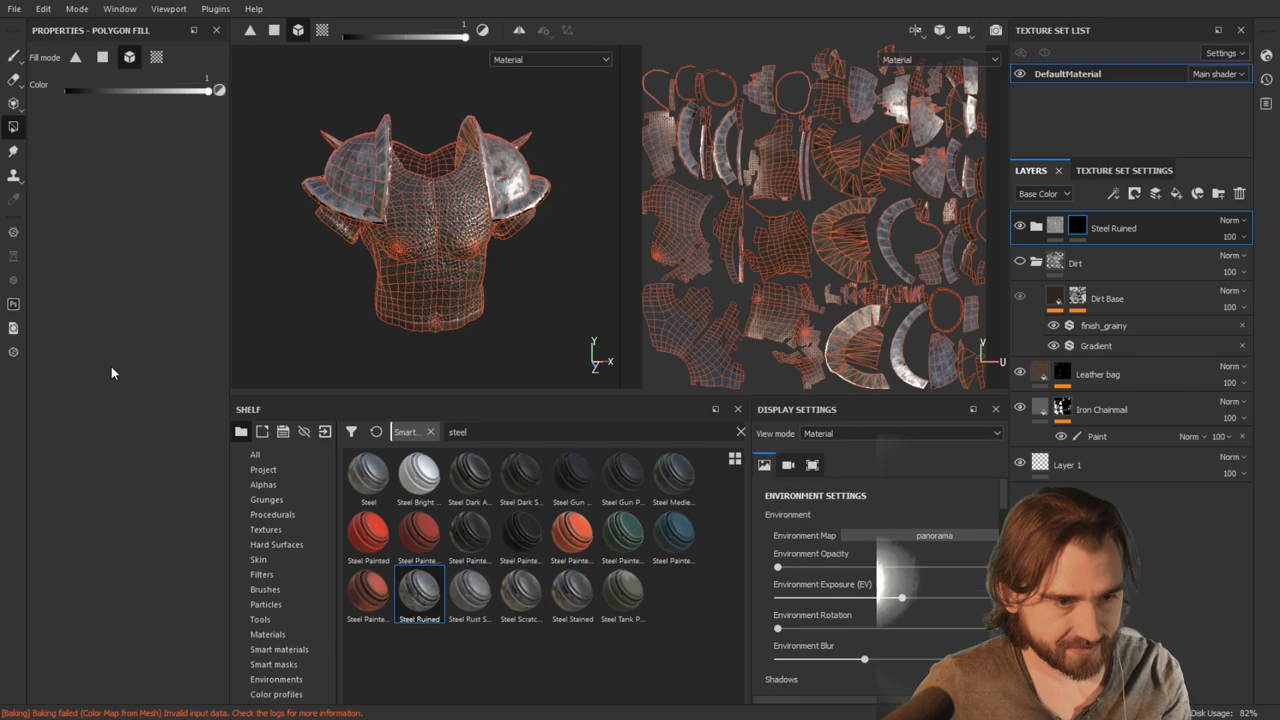 File Edit Mode Window Viewport Plugins Help
PROPERTIES - POLYGON FILL
Fill mode
Color 1
1
Material
Material
Y
X
Z
V
U
TEXTURE SET LIST
Settings
DefaultMaterial Main shader
LAYERS TEXTURE SET SETTINGS
Base Color
Steel Ruined Norm 100
Dirt Norm 100
Dirt Base Norm 100
finish_grainy
Gradient
Leather bag Norm 100
Iron Chainmail Norm 100
Paint Norm 100
Layer 1 Norm 100
SHELF
Smart... steel
All
Project
Alphas
Grunges
Procedurals
Textures
Hard Surfaces
Skin
Filters
Brushes
Particles
Tools
Materials
Smart materials
Smart masks
Environments
Color profiles
Steel Steel Bright ... Steel Dark A... Steel Dark S... Steel Gun ... Steel Gun P... Steel Medie...
Steel Painted Steel Painte... Steel Painte... Steel Painte... Steel Painte... Steel Painte... Steel Painte...
Steel Painte... Steel Ruined Steel Rust S... Steel Scratc... Steel Stained Steel Tank P...
DISPLAY SETTINGS
View mode Material
ENVIRONMENT SETTINGS
Environment
Environment Map panorama
Environment Opacity
Environment Exposure (EV)
Environment Rotation
Environment Blur
Shadows
[Baking] Baking failed (Color Map from Mesh) Invalid input data. Check the logs for more information.
Disk Usage: 82%